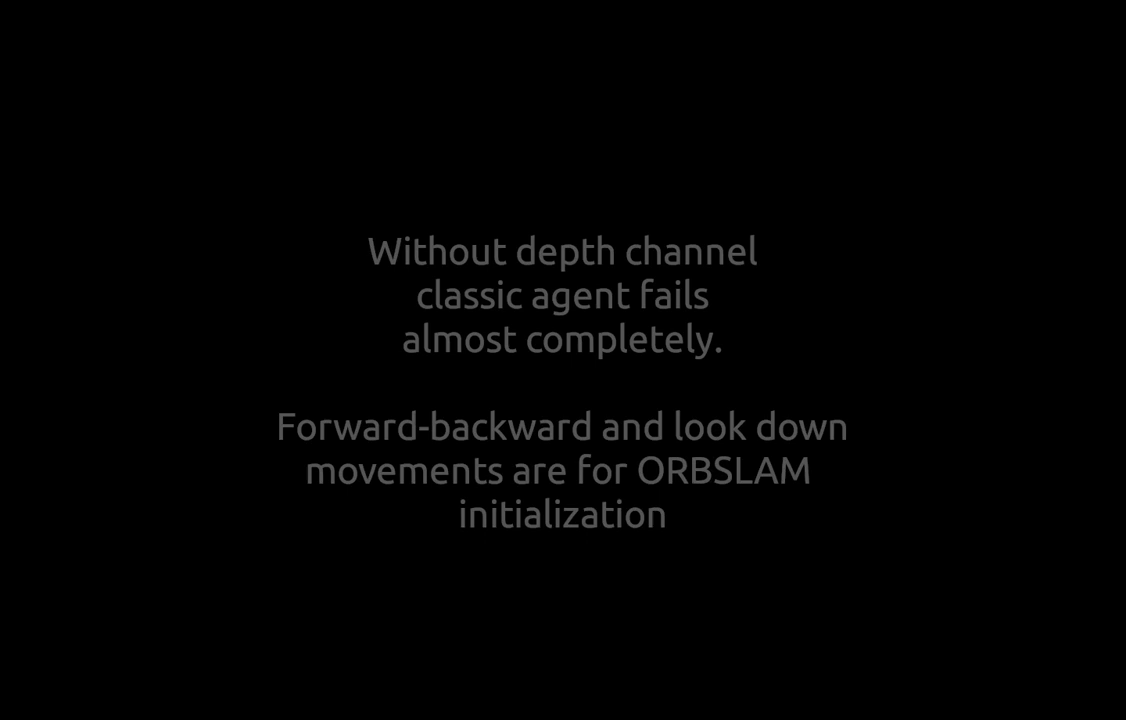 Without depth channel
classic agent fails
almost completely.
Forward-backward and look down
movements are for ORBSLAM
initialization